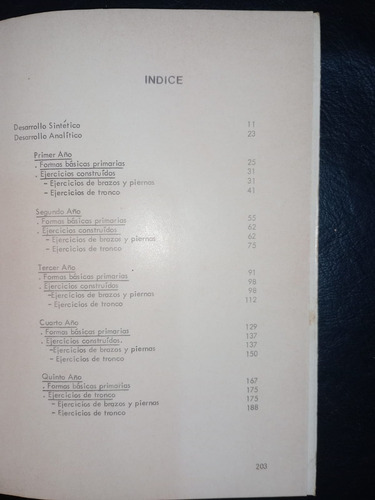 INDICE
Desarrollo Sintético 11
Desarrollo Analítico 23
Primer Año
. Formas básicas primarias 25
. Ejercicios construídos 31
- Ejercicios de brazos y piernas 31
- Ejercicios de tronco 41
Segundo Año 55
. Formas básicas primarias 62
. Ejercicios construídos 62
- Ejercicios de brazos y piernas 75
- Ejercicios de tronco
Tercer Año 91
. Formas básicas primarias 98
. Ejercicios construídos 98
-Ejercicios de brazos y piernas 112
- Ejercicios de tronco
Cuarto Año 129
. Formas básicas primarias 137
. Ejercicios construídos. 137
-Ejercicios de brazos y piernas 150
- Ejercicios de tronco
Quinto Año 167
. Formas básicas primarias 175
. Ejercicios de tronco 175
- Ejercicios de brazos y piernas 188
- Ejercicios de tronco
203